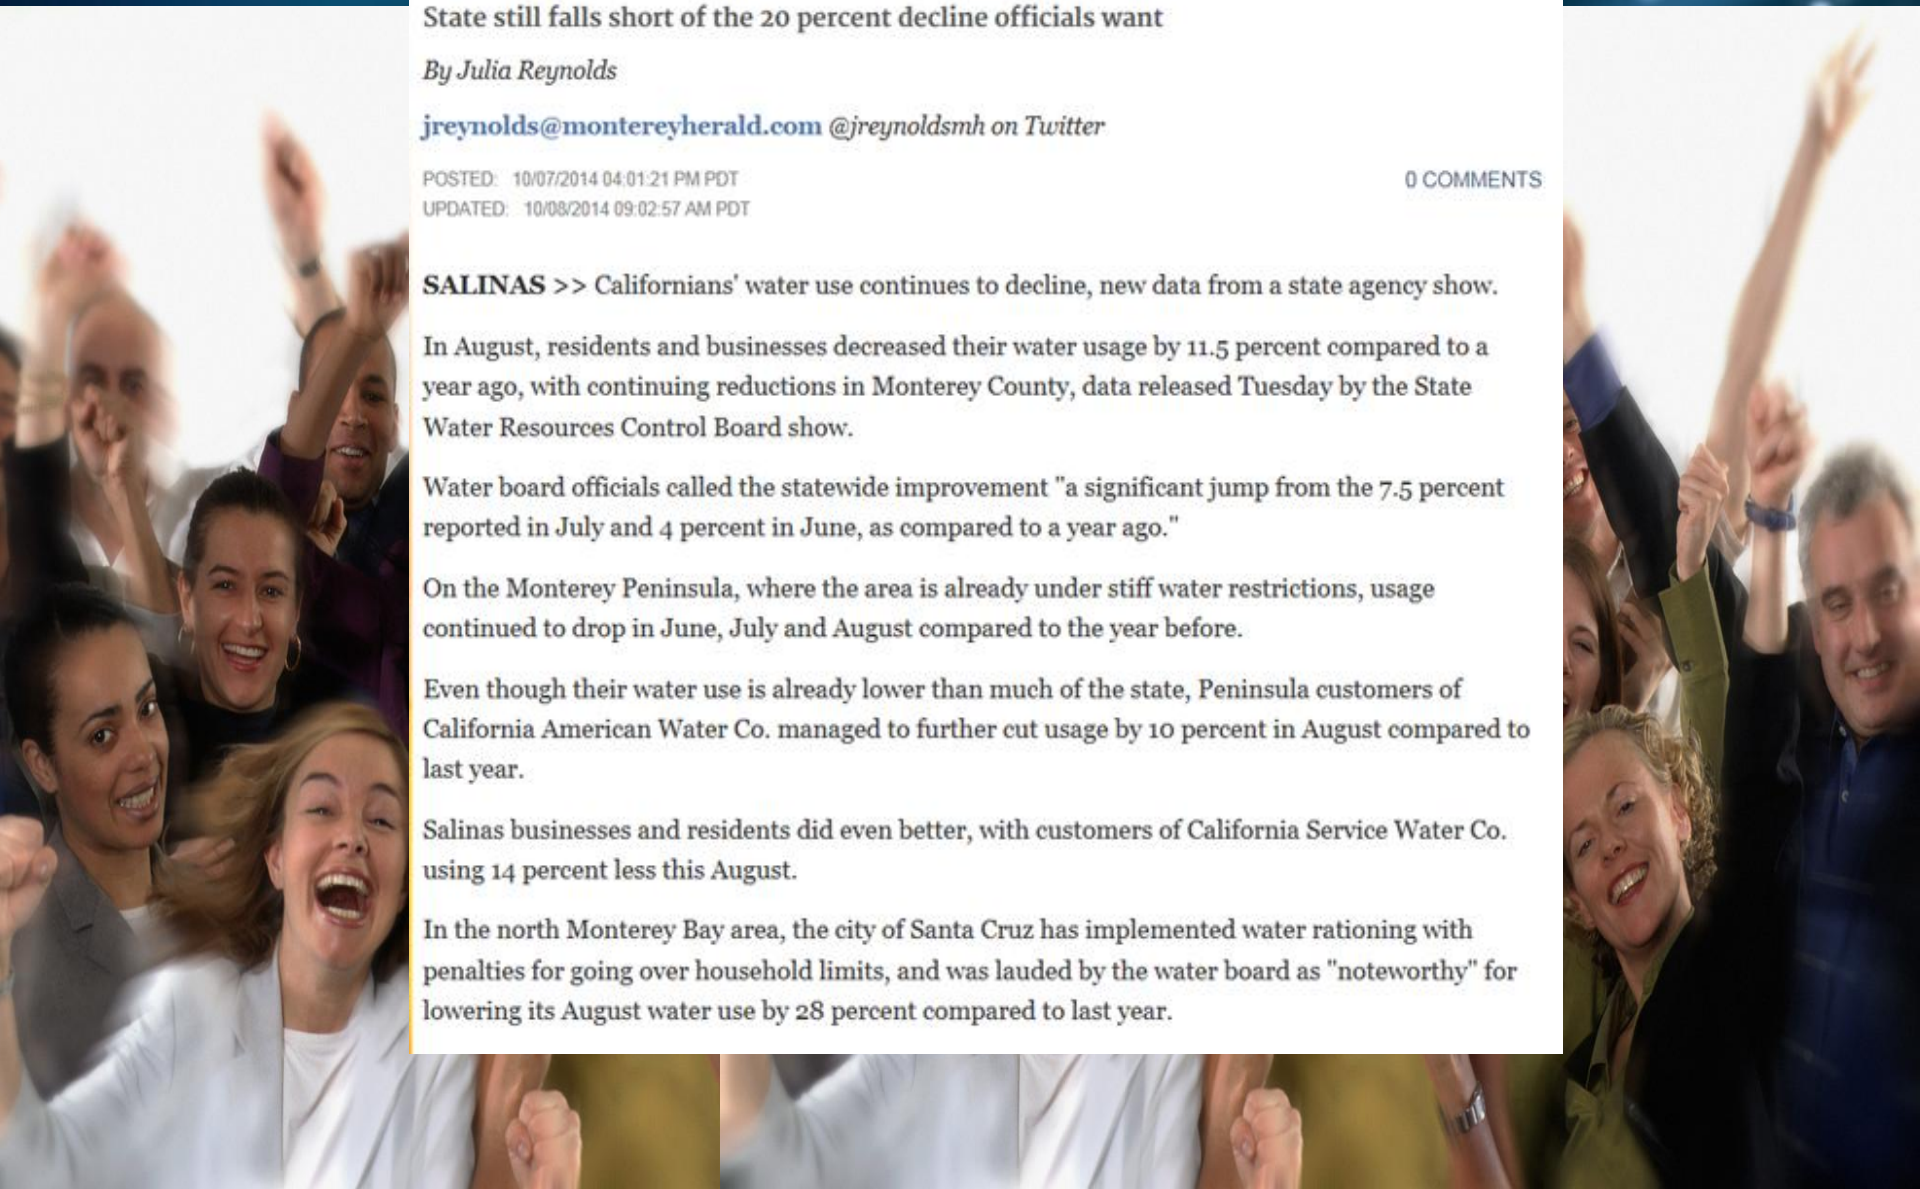 State still falls short of the 20 percent decline officials want
By Julia Reynolds
jreynolds@montereyherald.com @jreynoldsmh on Twitter
POSTED: 10/07/2014 04:01:21 PM PDT
0 COMMENTS
UPDATED: 10/08/2014 09:02:57 AM PDT
SALINAS >> Californians' water use continues to decline, new data from a state agency show.
In August, residents and businesses decreased their water usage by 11.5 percent compared to a
year ago, with continuing reductions in Monterey County, data released Tuesday by the State
Water Resources Control Board show.
Water board officials called the statewide improvement "a significant jump from the 7.5 percent
reported in July and 4 percent in June, as compared to a year ago."
On the Monterey Peninsula, where the area is already under stiff water restrictions, usage
continued to drop in June, July and August compared to the year before.
Even though their water use is already lower than much of the state, Peninsula customers of
California American Water Co. managed to further cut usage by 10 percent in August compared to
last year.
Salinas businesses and residents did even better, with customers of California Service Water Co.
using 14 percent less this August.
In the north Monterey Bay area, the city of Santa Cruz has implemented water rationing with
penalties for going over household limits, and was lauded by the water board as "noteworthy" for
lowering its August water use by 28 percent compared to last year.